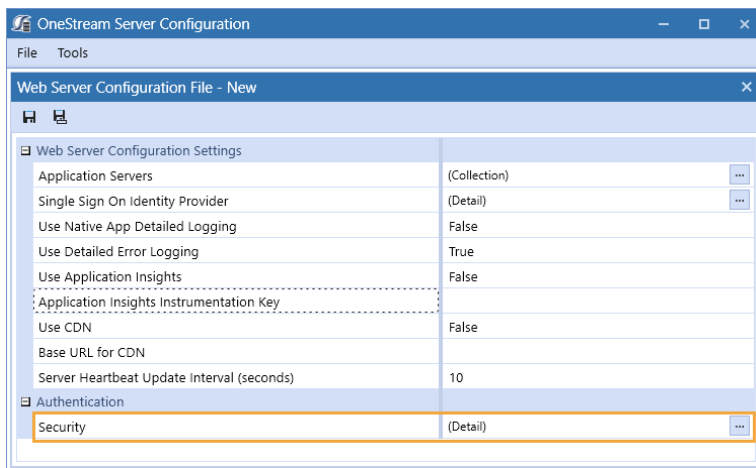 OneStream Server Configuration
File Tools
Web Server Configuration File - New
Web Server Configuration Settings
Application Servers (Collection) ...
Single Sign On Identity Provider (Detail) ...
Use Native App Detailed Logging False
Use Detailed Error Logging True
Use Application Insights False
Application Insights Instrumentation Key
Use CDN False
Base URL for CDN
Server Heartbeat Update Interval (seconds) 10
Authentication
Security (Detail) ...